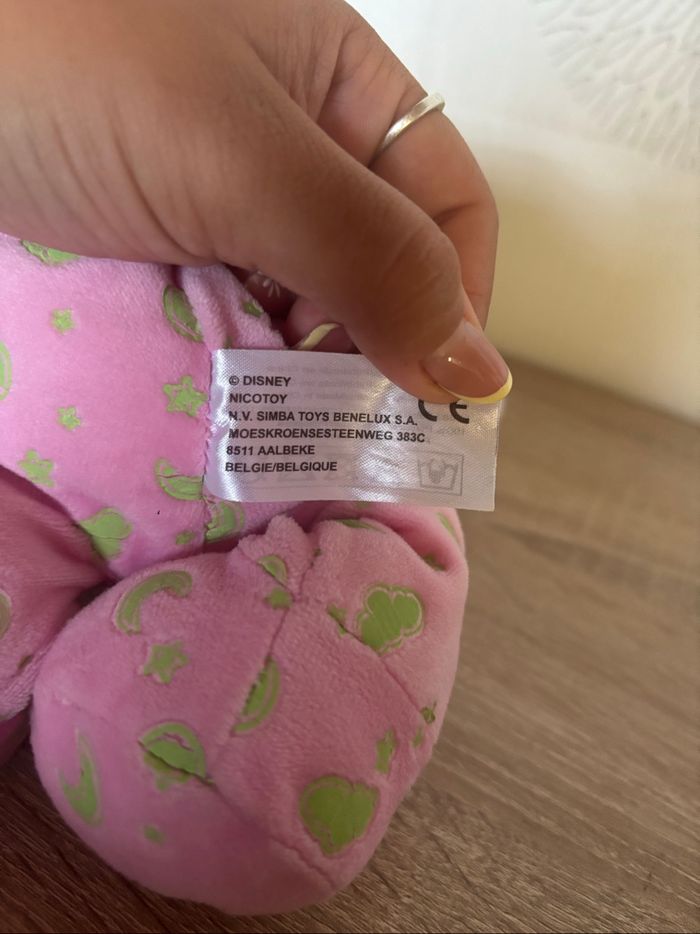 © DISNEY
NICOTOY
N.V. SIMBA TOYS BENELUX S.A.
MOESKROENSESTEENWEG 383C
8511 AALBEKE
BELGIE/BELGIQUE
CE